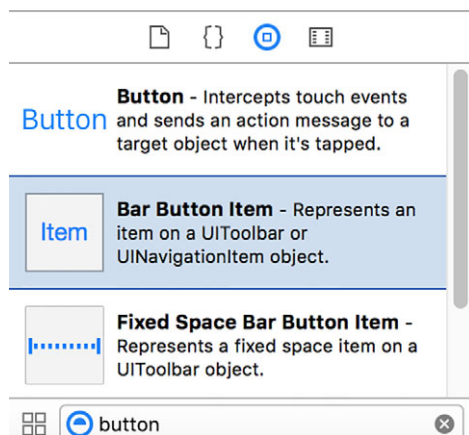 Button
Button - Intercepts touch events
and sends an action message to a
target object when it's tapped.
Item
Bar Button Item - Represents an
item on a UIToolbar or
UINavigationItem object.
Fixed Space Bar Button Item -
Represents a fixed space item on a
UIToolbar object.
button